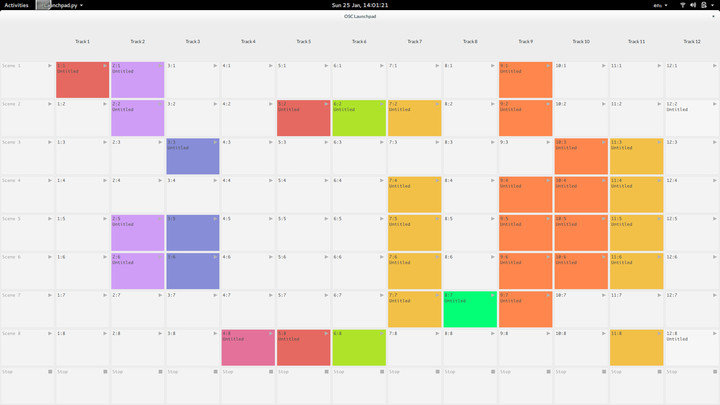 Activities
Launchpad.py
Sun 25 Jan, 14:01:21
en₁
OSC Launchpad
Track 1 Track 2 Track 3 Track 4 Track 5 Track 6 Track 7 Track 8 Track 9 Track 10 Track 11 Track 12
Scene 1 1:1 2:1 3:1 4:1 5:1 6:1 7:1 8:1 9:1 10:1 11:1 12:1
Untitled Untitled Untitled
Scene 2 1:2 2:2 3:2 4:2 5:2 6:2 7:2 8:2 9:2 10:2 11:2 12:2
Untitled Untitled Untitled Untitled Untitled Untitled
Scene 3 1:3 2:3 3:3 4:3 5:3 6:3 7:3 8:3 9:3 10:3 11:3 12:3
Untitled Untitled Untitled
Scene 4 1:4 2:4 3:4 4:4 5:4 6:4 7:4 8:4 9:4 10:4 11:4 12:4
Untitled Untitled Untitled Untitled
Scene 5 1:5 2:5 3:5 4:5 5:5 6:5 7:5 8:5 9:5 10:5 11:5 12:5
Untitled Untitled Untitled Untitled Untitled Untitled
Scene 6 1:6 2:6 3:6 4:6 5:6 6:6 7:6 8:6 9:6 10:6 11:6 12:6
Untitled Untitled Untitled Untitled Untitled Untitled
Scene 7 1:7 2:7 3:7 4:7 5:7 6:7 7:7 8:7 9:7 10:7 11:7 12:7
Untitled Untitled Untitled
Scene 8 1:8 2:8 3:8 4:8 5:8 6:8 7:8 8:8 9:8 10:8 11:8 12:8
Untitled Untitled Untitled Untitled Untitled
Stop Stop Stop Stop Stop Stop Stop Stop Stop Stop Stop Stop Stop